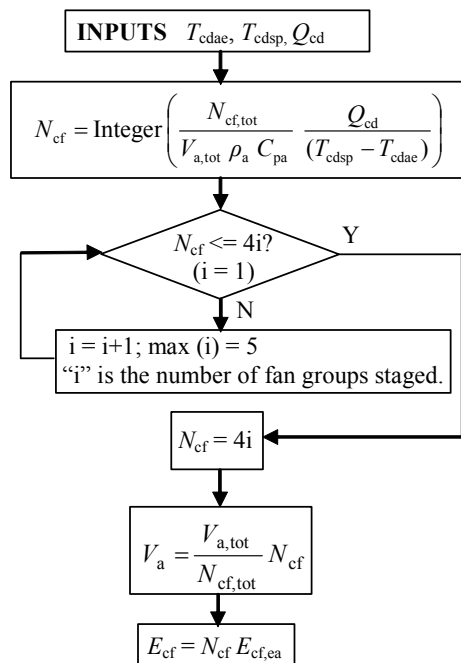 INPUTS T_cdae, T_cdsp, Q_cd
N_cf = Integer ( N_cf,tot / (V_a,tot ρ_a C_pa) Q_cd / (T_cdsp − T_cdae) )
N_cf <= 4i?
(i = 1)
Y
N
i = i+1; max (i) = 5
“i” is the number of fan groups staged.
N_cf = 4i
V_a = V_a,tot / N_cf,tot N_cf
E_cf = N_cf E_cf,ea